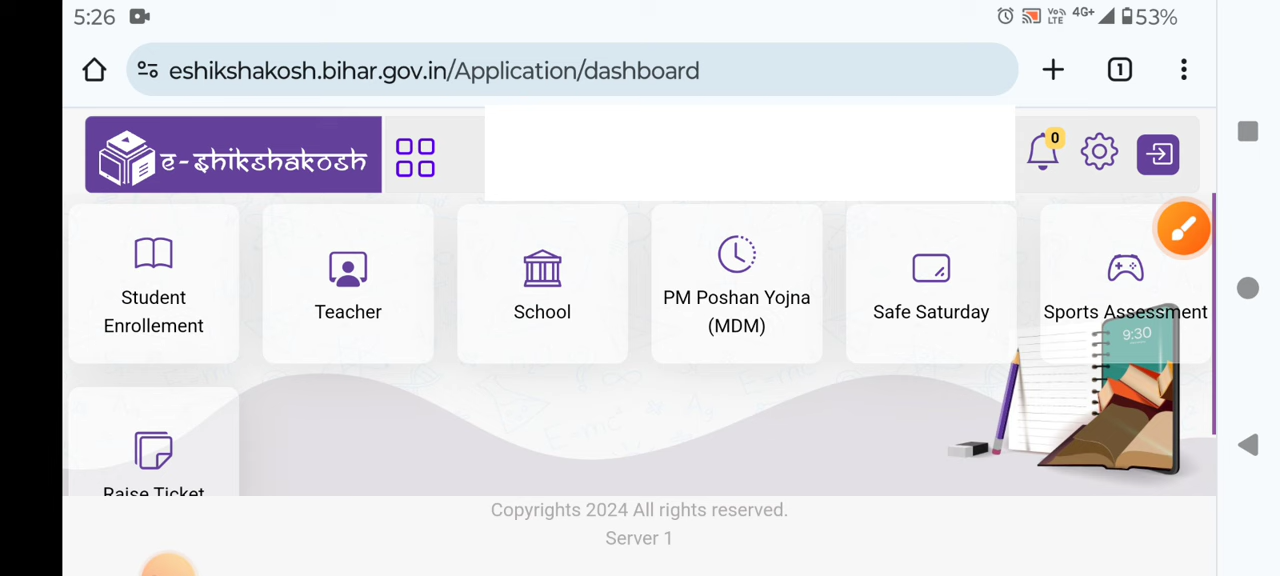 5:26
4G+ 53%
eshikshakosh.bihar.gov.in/Application/dashboard
1
e-shikshakosh
0
Student
Enrollement
Teacher
School
PM Poshan Yojna
(MDM)
Safe Saturday
Sports Assessment
9:30
Raise Ticket
Copyrights 2024 All rights reserved.
Server 1